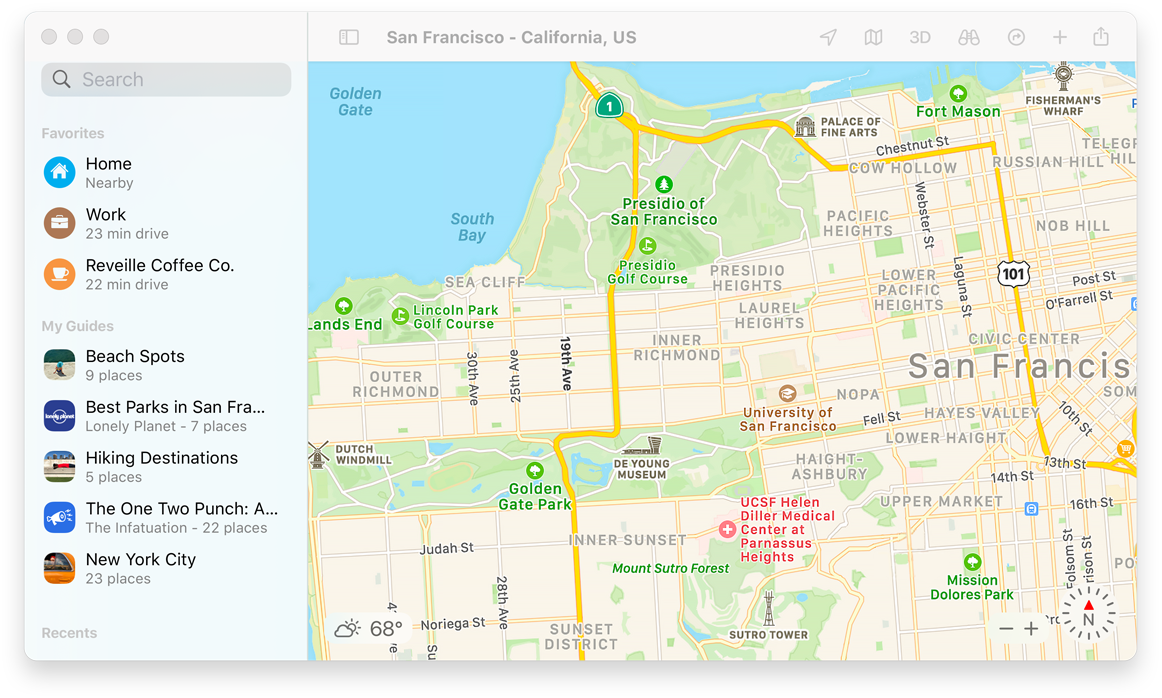 San Francisco - California, US
3D
Search
Favorites
Home
Nearby
Work
23 min drive
Reveille Coffee Co.
22 min drive
My Guides
Beach Spots
9 places
lonely planet
Best Parks in San Fra...
Lonely Planet - 7 places
Hiking Destinations
5 places
The One Two Punch: A...
The Infatuation - 22 places
New York City
23 places
Recents
Golden
Gate
1
Fort Mason
FISHERMAN'S
WHARF
PALACE OF
FINE ARTS
Chestnut St
TELEGR
HIL
RUSSIAN HILL
COW HOLLOW
Presidio of
San Francisco
South
Bay
Webster St
PACIFIC
HEIGHTS
NOB HILL
Presidio
Golf Course
PRESIDIO
HEIGHTS
SEA CLIFF
LOWER
PACIFIC
HEIGHTS
Laguna St
101
Post St
O'Farrell St
Lands End
Lincoln Park
Golf Course
LAUREL
HEIGHTS
CIVIC CENTER
INNER
RICHMOND
30th Ave
25th Ave
19th Ave
San Francis
OUTER
RICHMOND
NOPA
SOM
University of
San Francisco
Fell St
HAYES VALLEY
10th St
LOWER HAIGHT
DUTCH
WINDMILL
DE YOUNG
MUSEUM
HAIGHT-
ASHBURY
13th St
14th St
Golden
Gate Park
UCSF Helen
Diller Medical
Center at
Parnassus
Heights
UPPER MARKET
16th St
INNER SUNSET
Judah St
Mount Sutro Forest
Folsom St
rison St
PO
Mission
Dolores Park
28th Ave
Noriega St
68°
SUNSET
DISTRICT
SUTRO TOWER
N